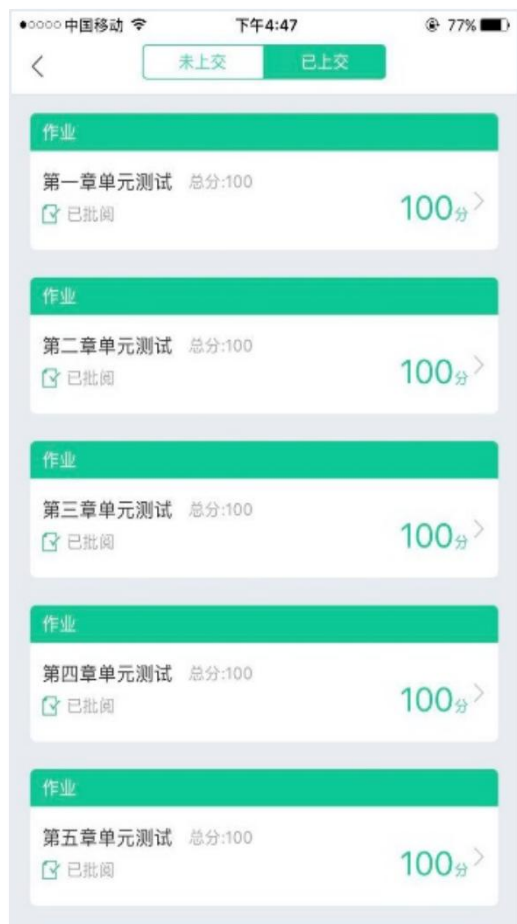 中国移动 下午4:47 77%
未上交 已上交
作业
第一章单元测试 总分:100
已批阅
100分
作业
第二章单元测试 总分:100
已批阅
100分
作业
第三章单元测试 总分:100
已批阅
100分
作业
第四章单元测试 总分:100
已批阅
100分
作业
第五章单元测试 总分:100
已批阅
100分